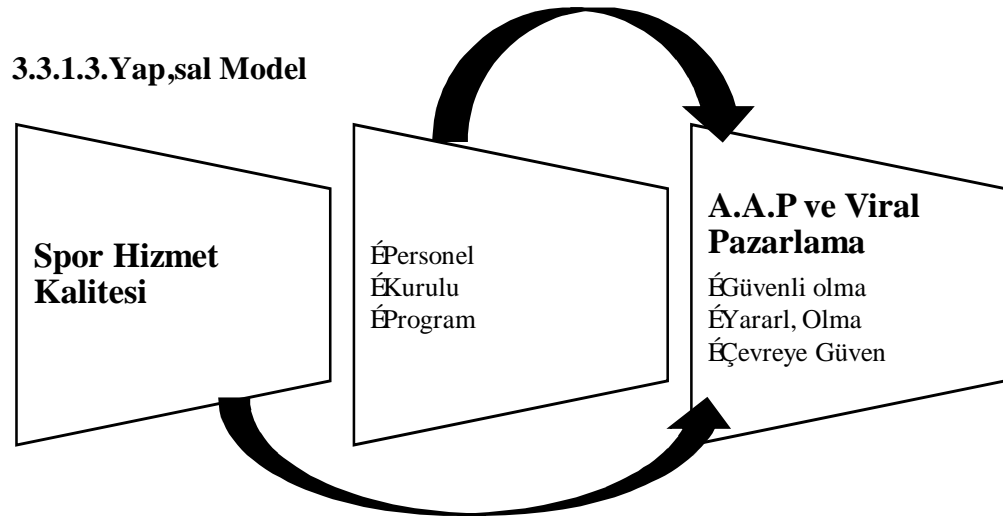 3.3.1.3.Yap,sal Model
Spor Hizmet
Kalitesi
ÉPersonel
ÉKurulu
ÉProgram
A.A.P ve Viral
Pazarlama
ÉGüvenli olma
ÉYararl, Olma
ÉÇevreye Güven